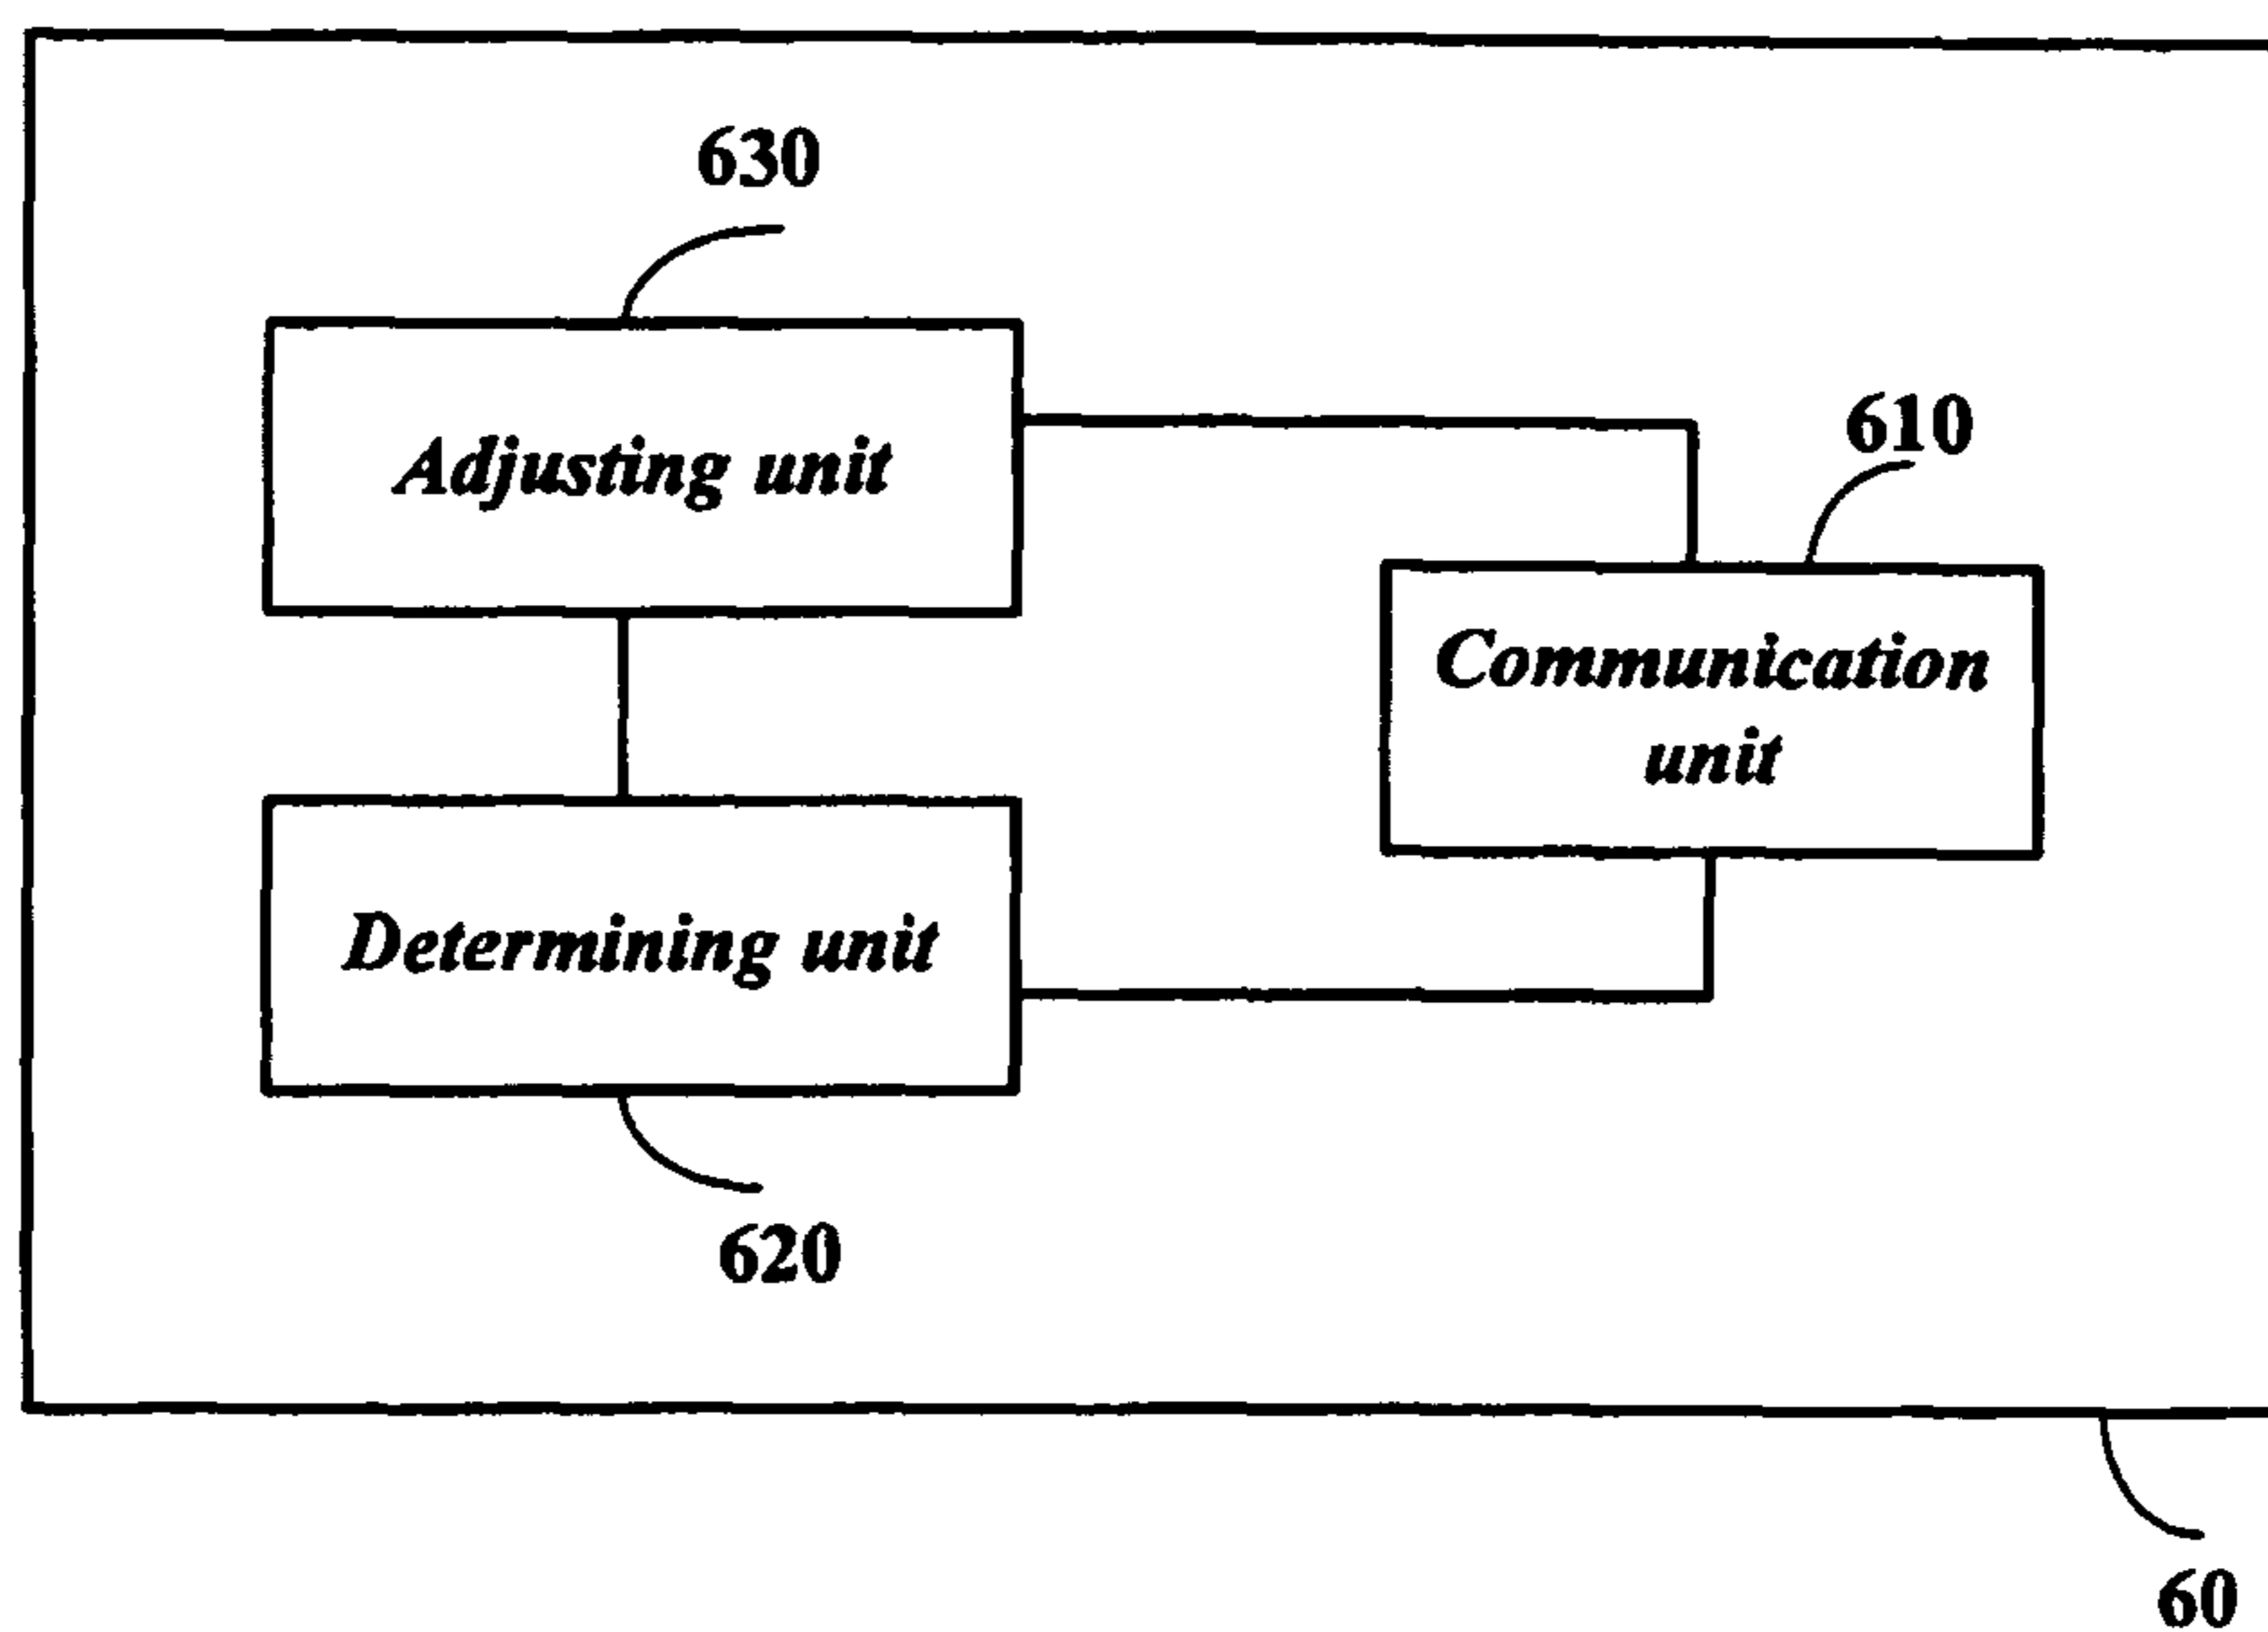 630
Adjusting unit
610
Communication
unit
Determining unit
620
60